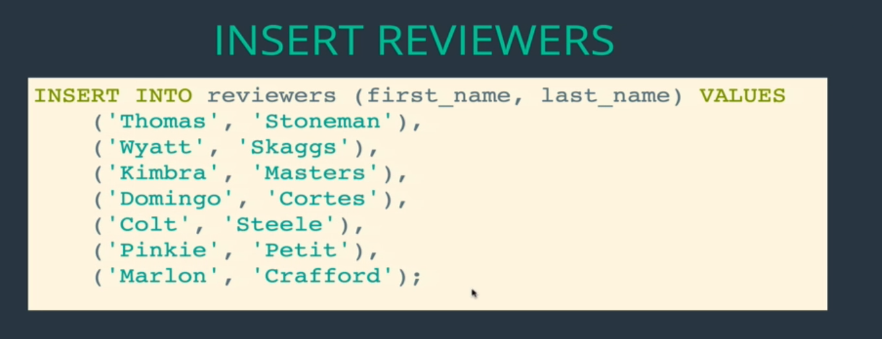 INSERT REVIEWERS
INSERT INTO reviewers (first_name, last_name) VALUES
    ('Thomas', 'Stoneman'),
    ('Wyatt', 'Skaggs'),
    ('Kimbra', 'Masters'),
    ('Domingo', 'Cortes'),
    ('Colt', 'Steele'),
    ('Pinkie', 'Petit'),
    ('Marlon', 'Crafford');